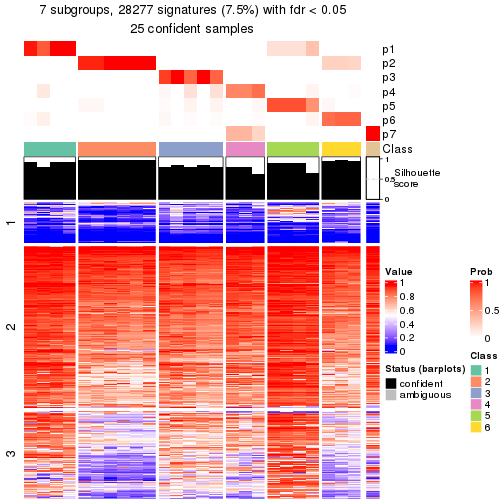 7 subgroups, 28277 signatures (7.5%) with fdr < 0.05
25 confident samples
p1
p2
p3
p4
p5
p6
p7
Class
1
0.5
0
Silhouette
score
1
2
3
Value
1
0.8
0.6
0.4
0.2
0
Status (barplots)
confident
ambiguous
Prob
1
0.5
0
Class
1
2
3
4
5
6